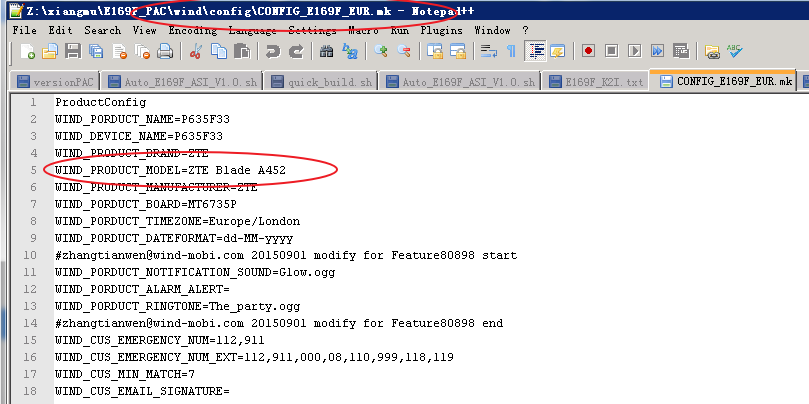 Z:\xiangmu\E169F_PAC\wind\config\CONFIG_E169F_EUR.mk - Notepad++
File Edit Search View Encoding Language Settings Macro Run Plugins Window ?
versionPAC Auto_E169F_ASI_V1.0.sh quick_build.sh Auto_E169F_ASI_V1.0.sh E169F_K2I.txt CONFIG_E169F_EUR.mk
1 ProductConfig
2 WIND_PORDUCT_NAME=P635F33
3 WIND_DEVICE_NAME=P635F33
4 WIND_PRODUCT_BRAND=ZTE
5 WIND_PRODUCT_MODEL=ZTE Blade A452
6 WIND_PRODUCT_MANUFACTURER=ZTE
7 WIND_PORDUCT_BOARD=MT6735P
8 WIND_PORDUCT_TIMEZONE=Europe/London
9 WIND_PORDUCT_DATEFORMAT=dd-MM-yyyy
10 #zhangtianwen@wind-mobi.com 20150901 modify for Feature80898 start
11 WIND_PORDUCT_NOTIFICATION_SOUND=Glow.ogg
12 WIND_PORDUCT_ALARM_ALERT=
13 WIND_PORDUCT_RINGTONE=The_party.ogg
14 #zhangtianwen@wind-mobi.com 20150901 modify for Feature80898 end
15 WIND_CUS_EMERGENCY_NUM=112,911
16 WIND_CUS_EMERGENCY_NUM_EXT=112,911,000,08,110,999,118,119
17 WIND_CUS_MIN_MATCH=7
18 WIND_CUS_EMAIL_SIGNATURE=